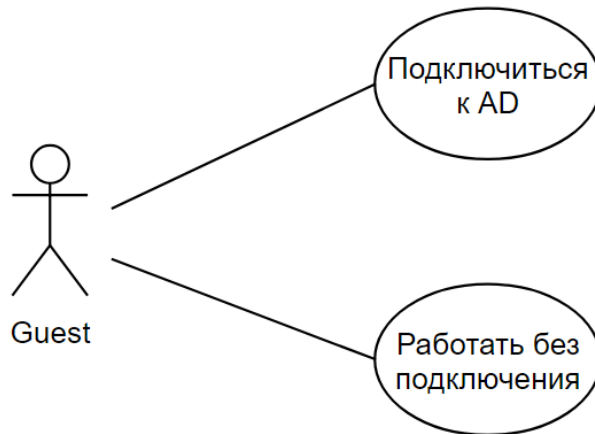 Подключиться
к AD
Guest
Работать без
подключения